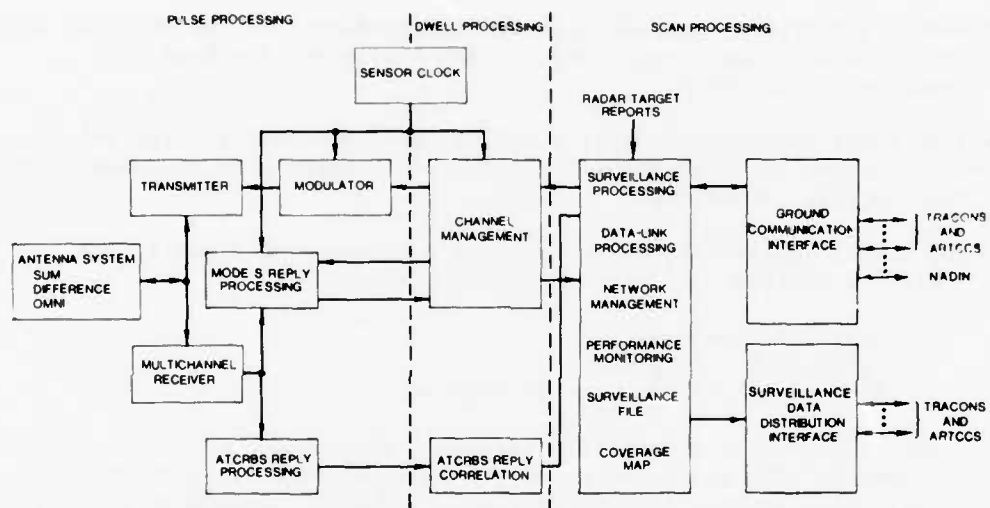 PULSE PROCESSING
DWELL PROCESSING
SCAN PROCESSING
SENSOR CLOCK
RADAR TARGET
REPORTS
TRANSMITTER
MODULATOR
CHANNEL
MANAGEMENT
SURVEILLANCE
PROCESSING
DATA-LINK
PROCESSING
NETWORK
MANAGEMENT
PERFORMANCE
MONITORING
SURVEILLANCE
FILE
COVERAGE
MAP
GROUND
COMMUNICATION
INTERFACE
TRACONS
AND
ARTCCS
NADIN
ANTENNA SYSTEM
SUM
DIFFERENCE
OMNI
MODE S REPLY
PROCESSING
MULTICHANNEL
RECEIVER
SURVEILLANCE
DATA
DISTRIBUTION
INTERFACE
TRACONS
AND
ARTCCS
ATCRBS REPLY
PROCESSING
ATCRBS REPLY
CORRELATION